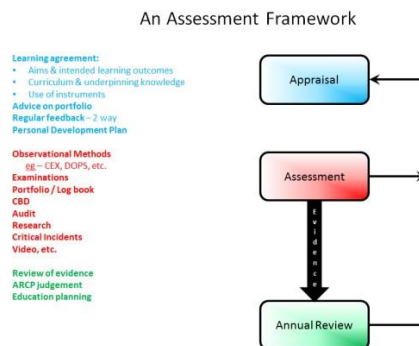 An Assessment Framework
Learning agreement:
• Aims & intended learning outcomes
• Curriculum & underpinning knowledge
• Use of instruments
Advice on portfolio
Regular feedback – 2 way
Personal Development Plan
Observational Methods
eg – CEX, DOPS, etc.
Examinations
Portfolio / Log book
CBD
Audit
Research
Critical Incidents
Video, etc.
Review of evidence
ARCP judgement
Education planning
Appraisal
Assessment
Evidence
Annual Review